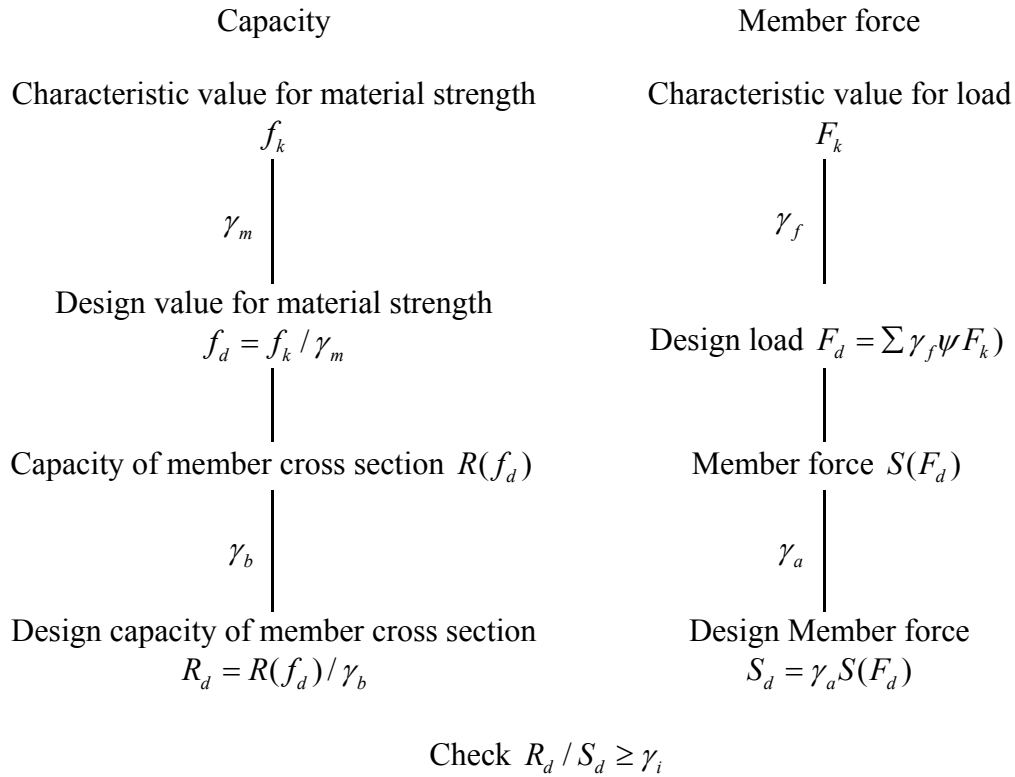 Capacity Member force
Characteristic value for material strength Characteristic value for load
f_k F_k
γ_m γ_f
Design value for material strength
f_d = f_k / γ_m Design load F_d = ∑ γ_f ψ F_k)
Capacity of member cross section R(f_d) Member force S(F_d)
γ_b γ_a
Design capacity of member cross section Design Member force
R_d = R(f_d) / γ_b S_d = γ_a S(F_d)
Check R_d / S_d ≥ γ_i